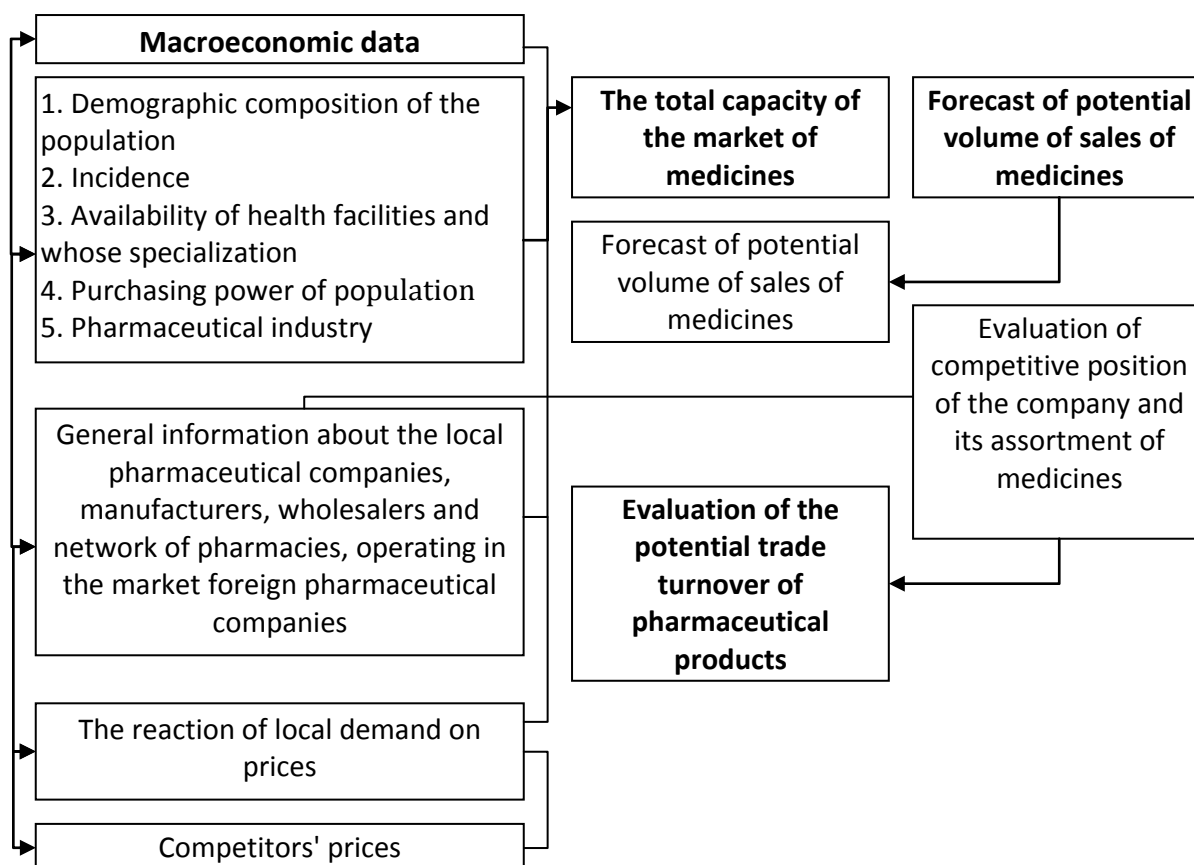 Macroeconomic data
1. Demographic composition of the
population
2. Incidence
3. Availability of health facilities and
whose specialization
4. Purchasing power of population
5. Pharmaceutical industry
General information about the local
pharmaceutical companies,
manufacturers, wholesalers and
network of pharmacies, operating in
the market foreign pharmaceutical
companies
The reaction of local demand on
prices
Competitors' prices
The total capacity of
the market of
medicines
Forecast of potential
volume of sales of
medicines
Evaluation of the
potential trade
turnover of
pharmaceutical
products
Forecast of potential
volume of sales of
medicines
Evaluation of
competitive position
of the company and
its assortment of
medicines